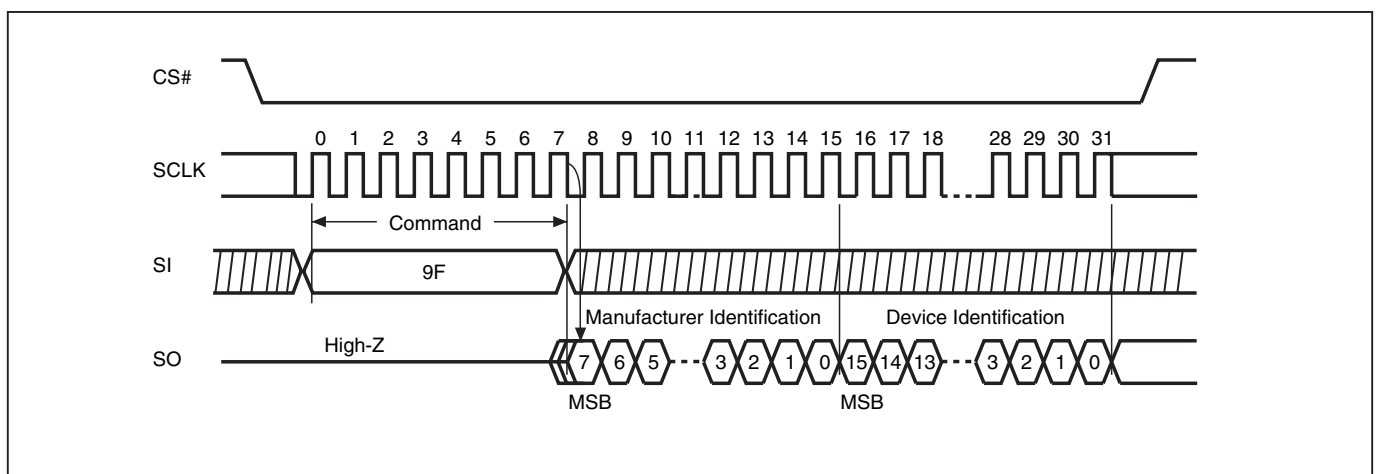 CS#
0 1 2 3 4 5 6 7 8 9 10 11 12 13 14 15 16 17 18 28 29 30 31
SCLK
Command
SI
9F
Manufacturer Identification Device Identification
High-Z
SO
7 6 5 3 2 1 0 15 14 13 3 2 1 0
MSB MSB